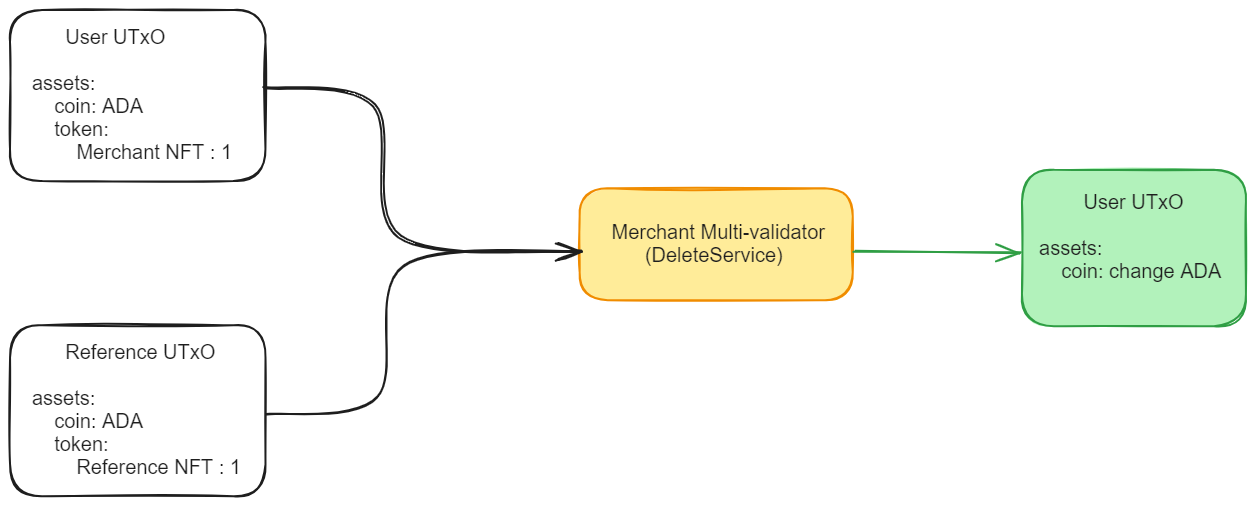 User UTxO
assets:
coin: ADA
token:
Merchant NFT : 1
Reference UTxO
assets:
coin: ADA
token:
Reference NFT : 1
Merchant Multi-validator
(DeleteService)
User UTxO
assets:
coin: change ADA